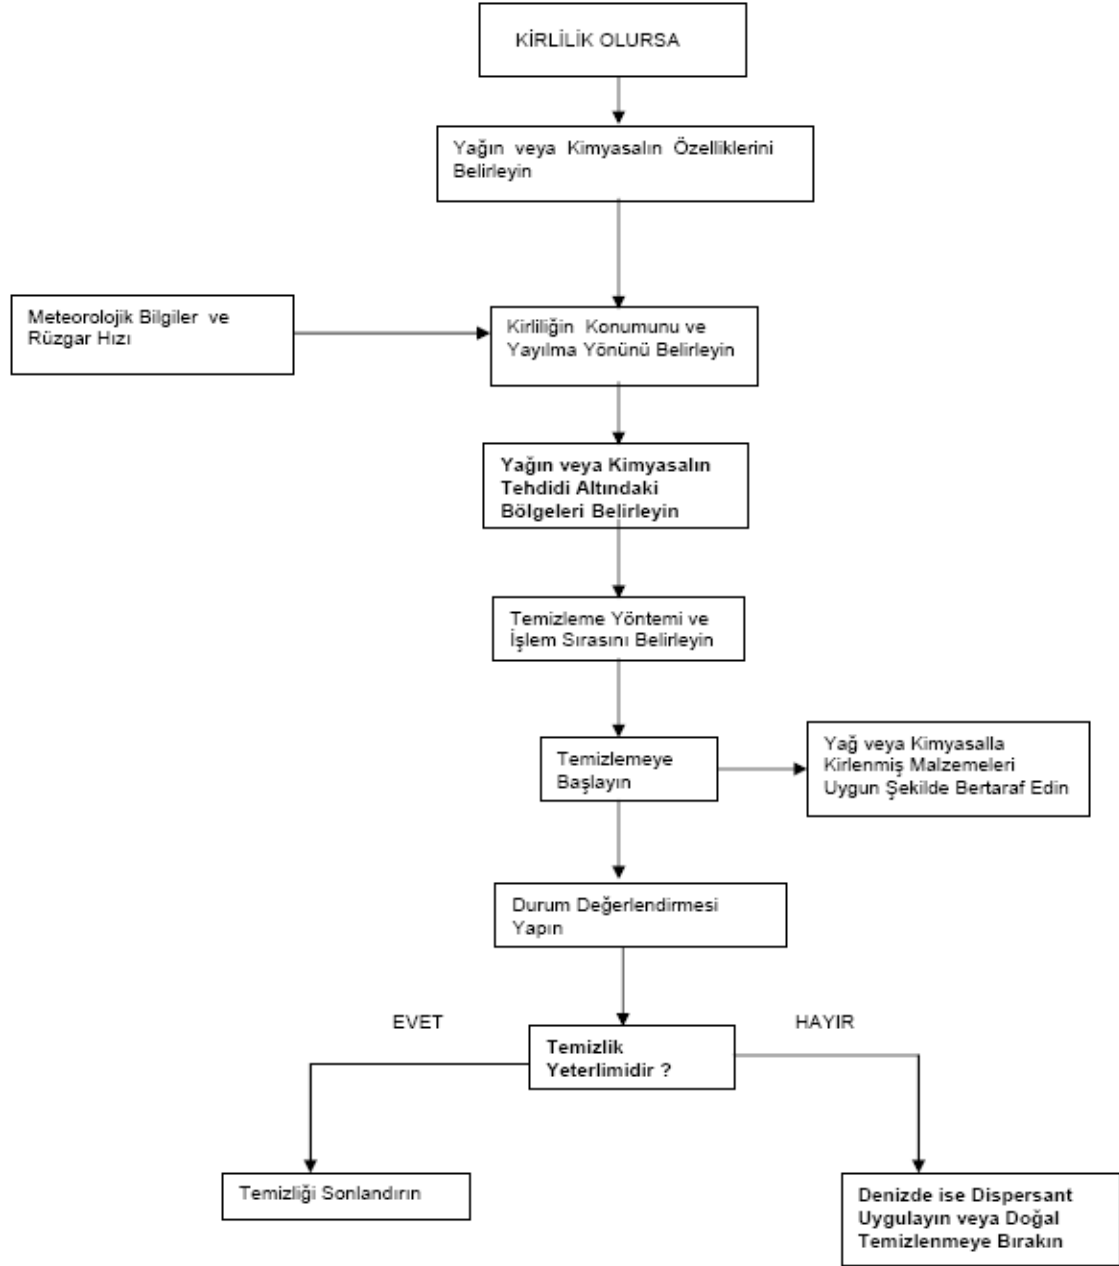 KİRLİLİK OLURSA
Yağın veya Kimyasalın Özelliklerini
Belirleyin
Meteorolojik Bilgiler ve
Rüzgar Hızı
Kirliliğin Konumunu ve
Yayılma Yönünü Belirleyin
Yağın veya Kimyasalın
Tehdidi Altındaki
Bölgeleri Belirleyin
Temizleme Yöntemi ve
İşlem Sırasını Belirleyin
Temizlemeye
Başlayın
Yağ veya Kimyasalla
Kirlenmiş Malzemeleri
Uygun Şekilde Bertaraf Edin
Durum Değerlendirmesi
Yapın
EVET
HAYIR
Temizlik
Yeterlimidir ?
Temizliği Sonlandırın
Denizde ise Dispersant
Uygulayın veya Doğal
Temizlenmeye Bırakın